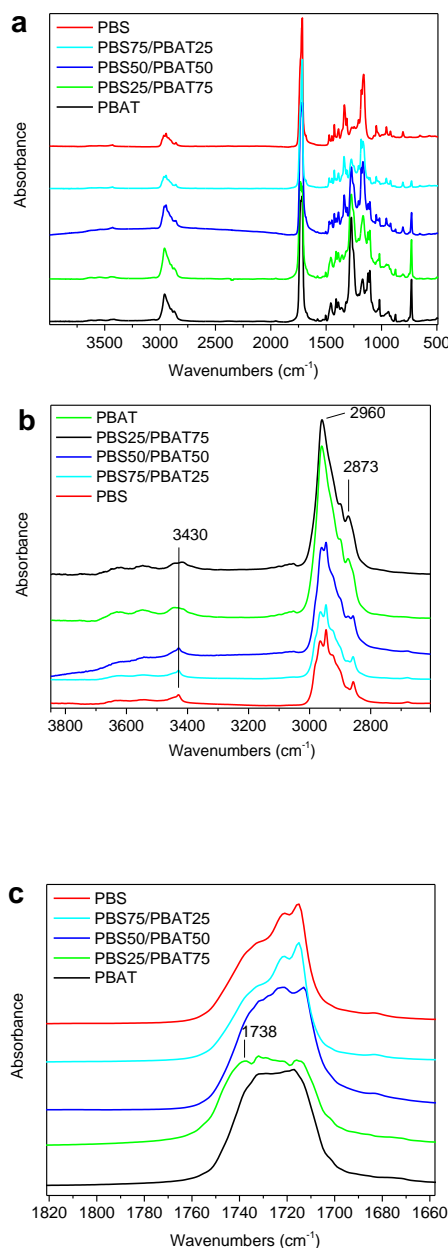 a
PBS
PBS75/PBAT25
PBS50/PBAT50
PBS25/PBAT75
PBAT
Absorbance
4000 3500 3000 2500 2000 1500 1000 500
Wavenumbers (cm-1)
b
PBAT
PBS25/PBAT75
PBS50/PBAT50
PBS75/PBAT25
PBS
2960
2873
3430
Absorbance
3800 3600 3400 3200 3000 2800 2600
Wavenumbers (cm-1)
c
PBS
PBS75/PBAT25
PBS50/PBAT50
PBS25/PBAT75
PBAT
1738
Absorbance
1820 1800 1780 1760 1740 1720 1700 1680 1660
Wavenumbers (cm-1)